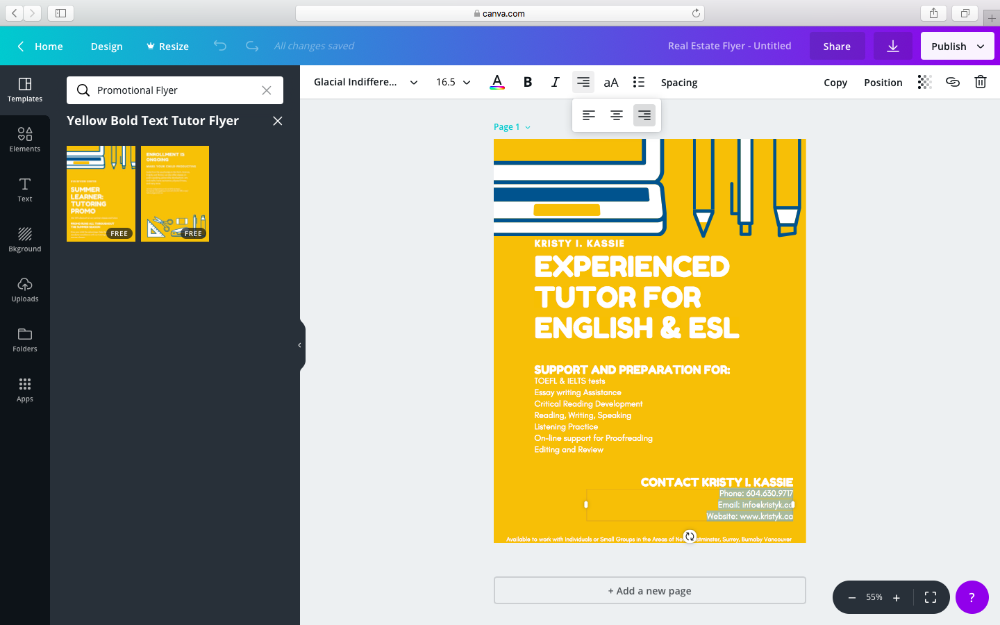 canva.com
Home
Design
Resize
All changes saved
Real Estate Flyer - Untitled
Share
Publish
Templates
Elements
Text
Bkground
Uploads
Folders
Apps
Promotional Flyer
Yellow Bold Text Tutor Flyer
SUMMER
LEARNER:
TUTORING
PROMO
FREE
ENROLLMENT IS
ONGOING
MAKE YOUR GRADE PRODUCTIVE
FREE
Glacial Indiffere...
16.5
A
B
I
aA
Spacing
Copy
Position
Page 1
KRISTY I. KASSIE
EXPERIENCED
TUTOR FOR
ENGLISH & ESL
SUPPORT AND PREPARATION FOR:
TOEFL & IELTS tests
Essay writing Assistance
Critical Reading Development
Reading, Writing, Speaking
Listening Practice
On-line support for Proofreading
Editing and Review
CONTACT KRISTY I. KASSIE
Phone: 604.630.9717
Email: info@kristyk.ca
Website: www.kristyk.ca
Available to work with Individuals or Small Groups in the Areas of Ne stminster, Surrey, Burnaby Vancouver
+ Add a new page
55%
?